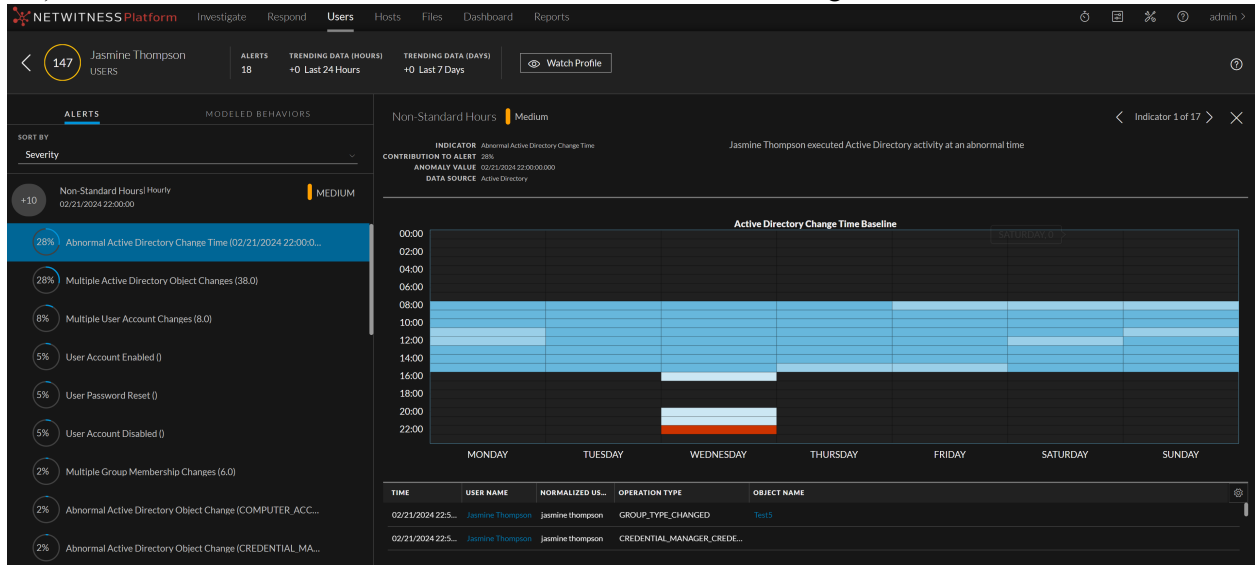 NETWITNESS Platform Investigate Respond Users Hosts Files Dashboard Reports admin >
147 Jasmine Thompson
USERS
ALERTS TRENDING DATA (HOURS) TRENDING DATA (DAYS)
18 +0 Last 24 Hours +0 Last 7 Days
Watch Profile
ALERTS MODELED BEHAVIORS
SORT BY
Severity
+10 Non-Standard Hours| Hourly MEDIUM
02/21/2024 22:00:00
28% Abnormal Active Directory Change Time (02/21/2024 22:00:0...
28% Multiple Active Directory Object Changes (38.0)
8% Multiple User Account Changes (8.0)
5% User Account Enabled ()
5% User Password Reset ()
5% User Account Disabled ()
2% Multiple Group Membership Changes (6.0)
2% Abnormal Active Directory Object Change (COMPUTER_ACC...
2% Abnormal Active Directory Object Change (CREDENTIAL_MA...
Non-Standard Hours Medium
Indicator 1 of 17
INDICATOR Abnormal Active Directory Change Time
CONTRIBUTION TO ALERT 28%
ANOMALY VALUE 02/21/2024 22:00:00.000
DATA SOURCE Active Directory
Jasmine Thompson executed Active Directory activity at an abnormal time
Active Directory Change Time Baseline
SATURDAY, 0
00:00
02:00
04:00
06:00
08:00
10:00
12:00
14:00
16:00
18:00
20:00
22:00
MONDAY TUESDAY WEDNESDAY THURSDAY FRIDAY SATURDAY SUNDAY
TIME USER NAME NORMALIZED US... OPERATION TYPE OBJECT NAME
02/21/2024 22:5... Jasmine Thompson jasmine thompson GROUP_TYPE_CHANGED Test5
02/21/2024 22:5... Jasmine Thompson jasmine thompson CREDENTIAL_MANAGER_CREDE...